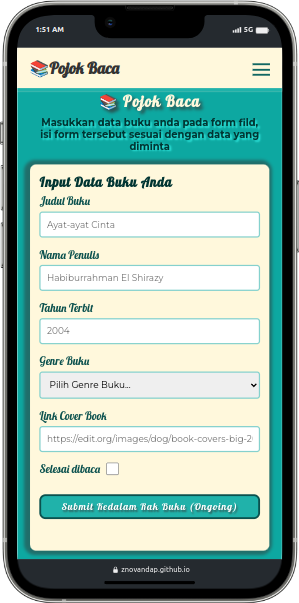 1:51 AM
5G
Pojok Baca
Pojok Baca
Masukkan data buku anda pada form fild,
isi form tersebut sesuai dengan data yang
diminta
Input Data Buku Anda
Judul Buku
Ayat-ayat Cinta
Nama Penulis
Habiburrahman El Shirazy
Tahun Terbit
2004
Genre Buku
Pilih Genre Buku...
Link Cover Book
https://edit.org/images/dog/book-covers-big-2
Selesai dibaca
Submit Kedalam Rak Buku (Ongoing)
znovandap.github.io